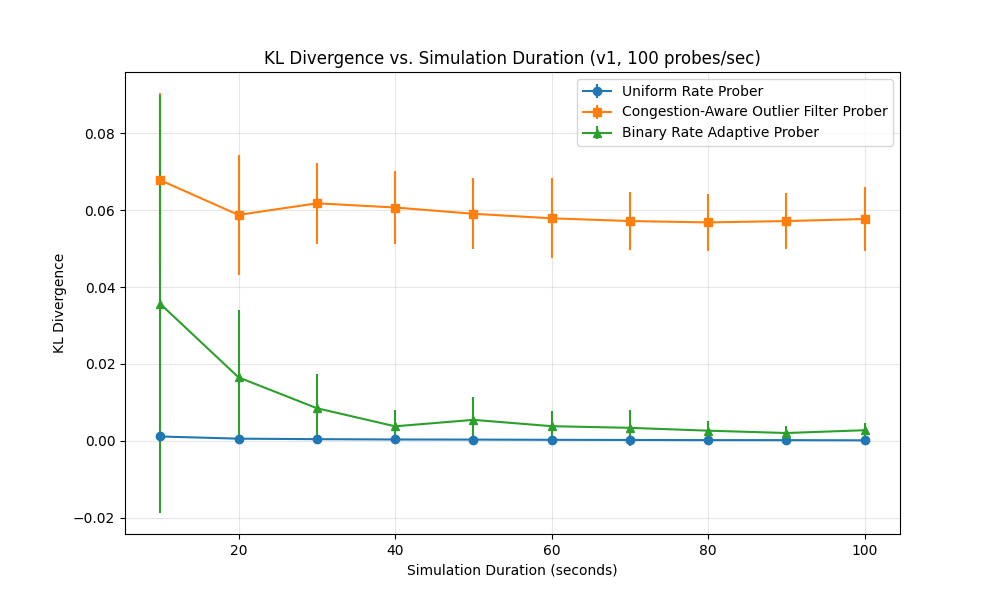 KL Divergence vs. Simulation Duration (v1, 100 probes/sec)
Uniform Rate Prober
Congestion-Aware Outlier Filter Prober
Binary Rate Adaptive Prober
KL Divergence
0.08
0.06
0.04
0.02
0.00
−0.02
20
40
60
80
100
Simulation Duration (seconds)